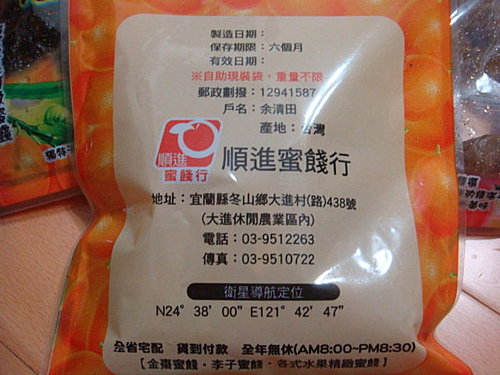 製造日期：
保存期限：六個月
有效日期：
※自助現裝袋，重量不限
郵政劃撥：12941587
戶名：余清田
產地：台灣
順進
蜜餞行
順進蜜餞行
地址：宜蘭縣冬山鄉大進村(路)438號
(大進休閒農業區內)
電話：03-9512263
傳真：03-9510722
衛星導航定位
N24° 38' 00" E121° 42' 47"
全省宅配 貨到付款 全年無休(AM8:00~PM8:30)
【金棗蜜餞，李子蜜餞，各式水果精緻蜜餞】